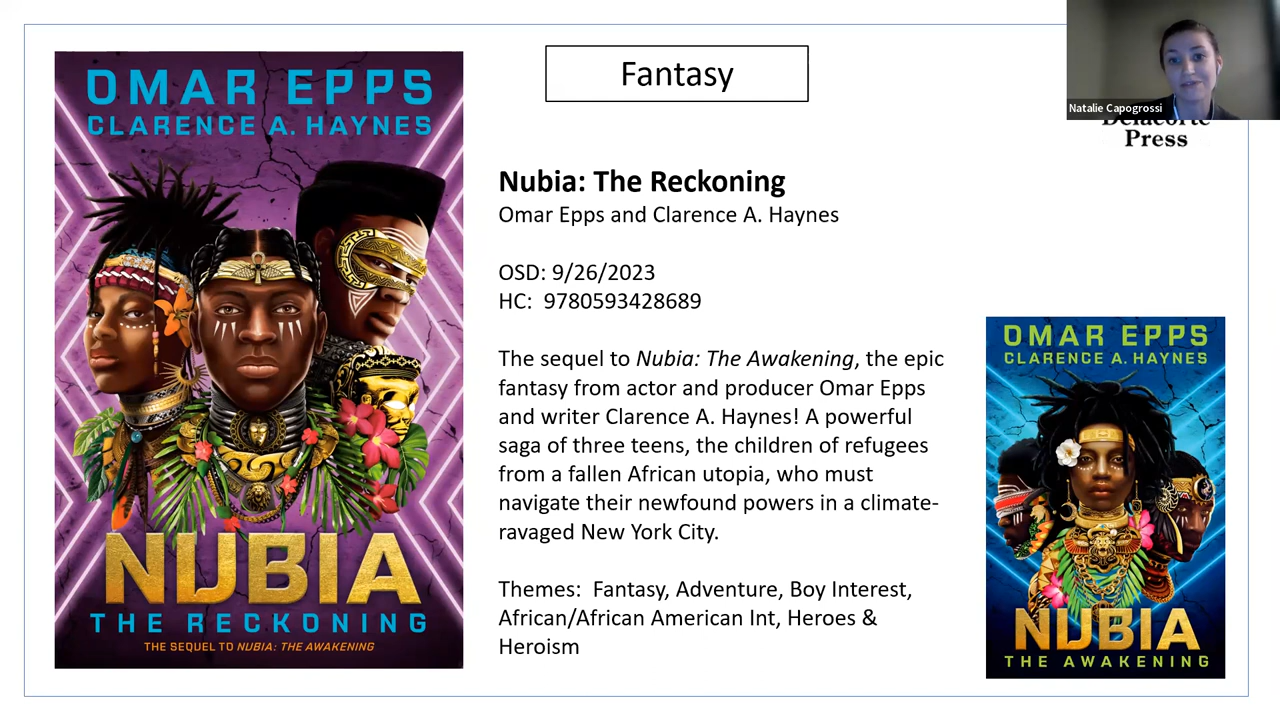 OMAR EPPS
CLARENCE A. HAYNES
NUBIA
THE RECKONING
THE SEQUEL TO NUBIA: THE AWAKENING
Fantasy
Natalie Capogrossi
Delacorte
Press
Nubia: The Reckoning
Omar Epps and Clarence A. Haynes
OSD: 9/26/2023
HC:  9780593428689
The sequel to Nubia: The Awakening, the epic
fantasy from actor and producer Omar Epps
and writer Clarence A. Haynes! A powerful
saga of three teens, the children of refugees
from a fallen African utopia, who must
navigate their newfound powers in a climate-
ravaged New York City.
Themes:  Fantasy, Adventure, Boy Interest,
African/African American Int, Heroes &
Heroism
OMAR EPPS
CLARENCE A. HAYNES
NUBIA
THE AWAKENING